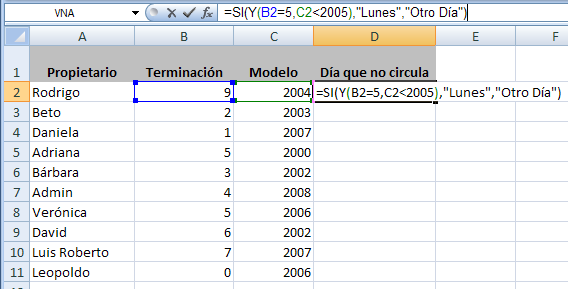 VNA =SI(Y(B2=5,C2<2005),"Lunes","Otro Día")
A B C D E F
1 Propietario Terminación Modelo Día que no circula
2 Rodrigo 9 2004 =SI(Y(B2=5,C2<2005),"Lunes","Otro Día")
3 Beto 2 2003
4 Daniela 1 2007
5 Adriana 5 2000
6 Bárbara 3 2002
7 Admin 4 2008
8 Verónica 5 2006
9 David 6 2002
10 Luis Roberto 7 2007
11 Leopoldo 0 2006